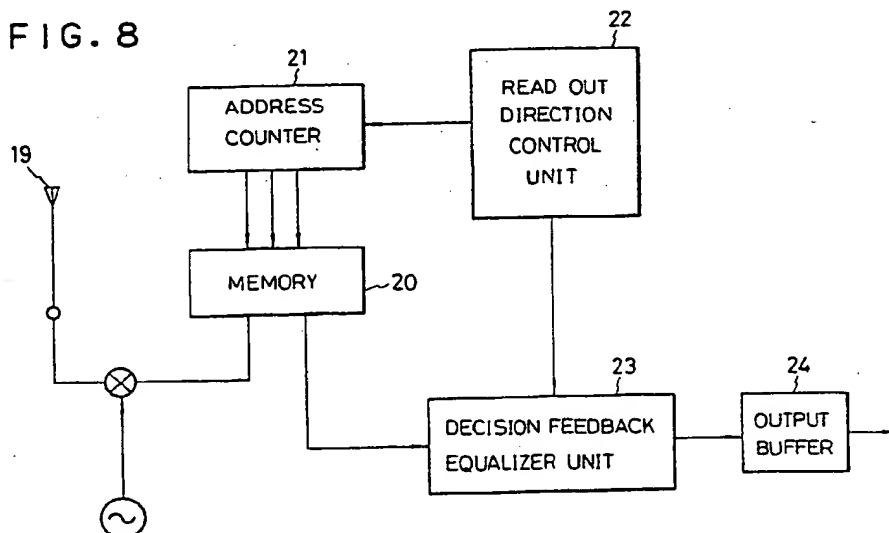 FIG. 8
22
21
READ OUT
DIRECTION
CONTROL
UNIT
ADDRESS
COUNTER
19
MEMORY
20
23
24
DECISION FEEDBACK
EQUALIZER UNIT
OUTPUT
BUFFER